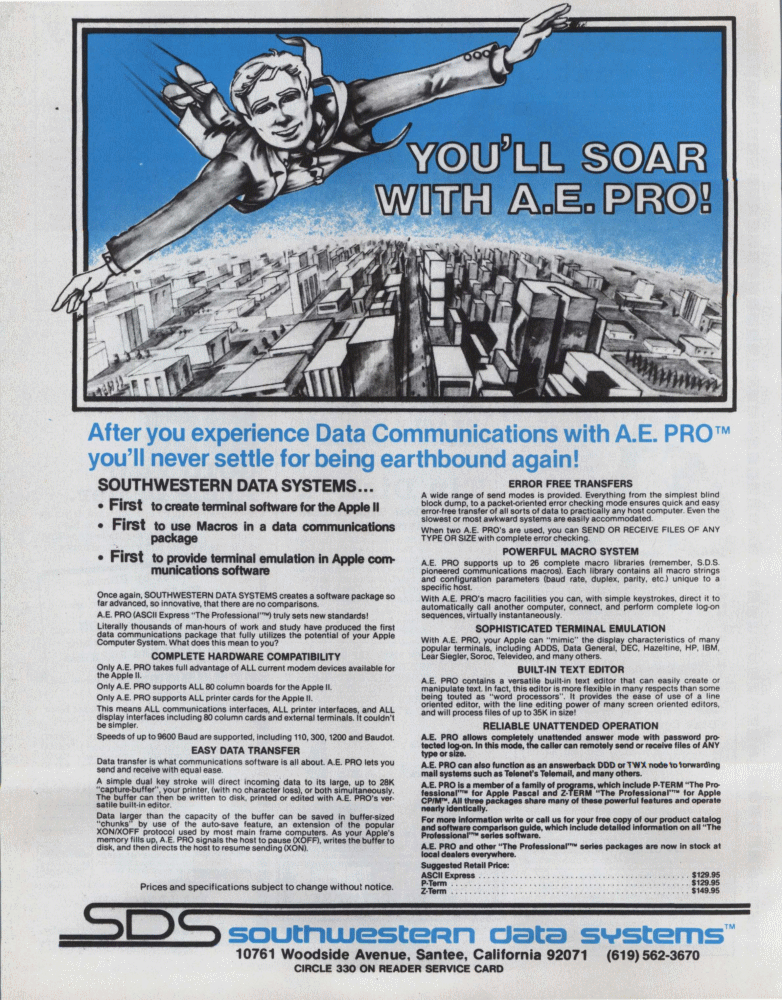 YOU'LL SOAR
WITH A.E. PRO!
After you experience Data Communications with A.E. PRO™
you'll never settle for being earthbound again!
SOUTHWESTERN DATA SYSTEMS...
• First to create terminal software for the Apple II
• First to use Macros in a data communications
package
• First to provide terminal emulation in Apple com-
munications software
Once again, SOUTHWESTERN DATA SYSTEMS creates a software package so
far advanced, so innovative, that there are no comparisons.
A.E. PRO (ASCII Express "The Professional"™) truly sets new standards!
Literally thousands of man-hours of work and study have produced the first
data communications package that fully utilizes the potential of your Apple
Computer System. What does this mean to you?
COMPLETE HARDWARE COMPATIBILITY
Only A.E. PRO takes full advantage of ALL current modem devices available for
the Apple II.
Only A.E. PRO supports ALL 80 column boards for the Apple II.
Only A.E. PRO supports ALL printer cards for the Apple II.
This means ALL communications interfaces, ALL printer interfaces, and ALL
display interfaces including 80 column cards and external terminals. It couldn't
be simpler.
Speeds of up to 9600 Baud are supported, including 110, 300, 1200 and Baudot.
EASY DATA TRANSFER
Data transfer is what communications software is all about. A.E. PRO lets you
send and receive with equal ease.
A simple dual key stroke will direct incoming data to its large, up to 28K
"capture-buffer", your printer, (with no character loss), or both simultaneously.
The buffer can then be written to disk, printed or edited with A.E. PRO's ver-
satile built-in editor.
Data larger than the capacity of the buffer can be saved in buffer-sized
"chunks" by use of the auto-save feature, an extension of the popular
XON/XOFF protocol used by most main frame computers. As your Apple's
memory fills up, A.E. PRO signals the host to pause (XOFF), writes the buffer to
disk, and then directs the host to resume sending (XON).
Prices and specifications subject to change without notice.
ERROR FREE TRANSFERS
A wide range of send modes is provided. Everything from the simplest blind
block dump, to a packet-oriented error checking mode ensures quick and easy
error-free transfer of all sorts of data to practically any host computer. Even the
slowest or most awkward systems are easily accommodated.
When two A.E. PRO's are used, you can SEND OR RECEIVE FILES OF ANY
TYPE OR SIZE with complete error checking.
POWERFUL MACRO SYSTEM
A.E. PRO supports up to 26 complete macro libraries (remember, S.D.S.
pioneered communications macros). Each library contains all macro strings
and configuration parameters (baud rate, duplex, parity, etc.) unique to a
specific host.
With A.E. PRO's macro facilities you can, with simple keystrokes, direct it to
automatically call another computer, connect, and perform complete log-on
sequences, virtually instantaneously.
SOPHISTICATED TERMINAL EMULATION
With A.E. PRO, your Apple can "mimic" the display characteristics of many
popular terminals, including ADDS, Data General, DEC, Hazeltine, HP, IBM,
Lear Siegler, Soroc, Televideo, and many others.
BUILT-IN TEXT EDITOR
A.E. PRO contains a versatile built-in text editor that can easily create or
manipulate text. In fact, this editor is more flexible in many respects than some
being touted as "word processors". It provides the ease of use of a line
oriented editor, with the line editing power of many screen oriented editors,
and will process files of up to 35K in size!
RELIABLE UNATTENDED OPERATION
A.E. PRO allows completely unattended answer mode with password pro-
tected log-on. In this mode, the caller can remotely send or receive files of ANY
type or size.
A.E. PRO can also function as an answerback DDD or TWX node to forwarding
mail systems such as Telenet's Telemail, and many others.
A.E. PRO is a member of a family of programs, which include P-TERM "The Pro-
fessional"™ for Apple Pascal and Z-TERM "The Professional"™ for Apple
CP/M™. All three packages share many of these powerful features and operate
nearly identically.
For more information write or call us for your free copy of our product catalog
and software comparison guide, which include detailed information on all "The
Professional"™ series software.
A.E. PRO and other "The Professional"™ series packages are now in stock at
local dealers everywhere.
Suggested Retail Price:
ASCII Express ........ $129.95
P-Term ........ $129.95
Z-Term ........ $149.95
SDS southwestern data systems™
10761 Woodside Avenue, Santee, California 92071 (619) 562-3670
CIRCLE 330 ON READER SERVICE CARD